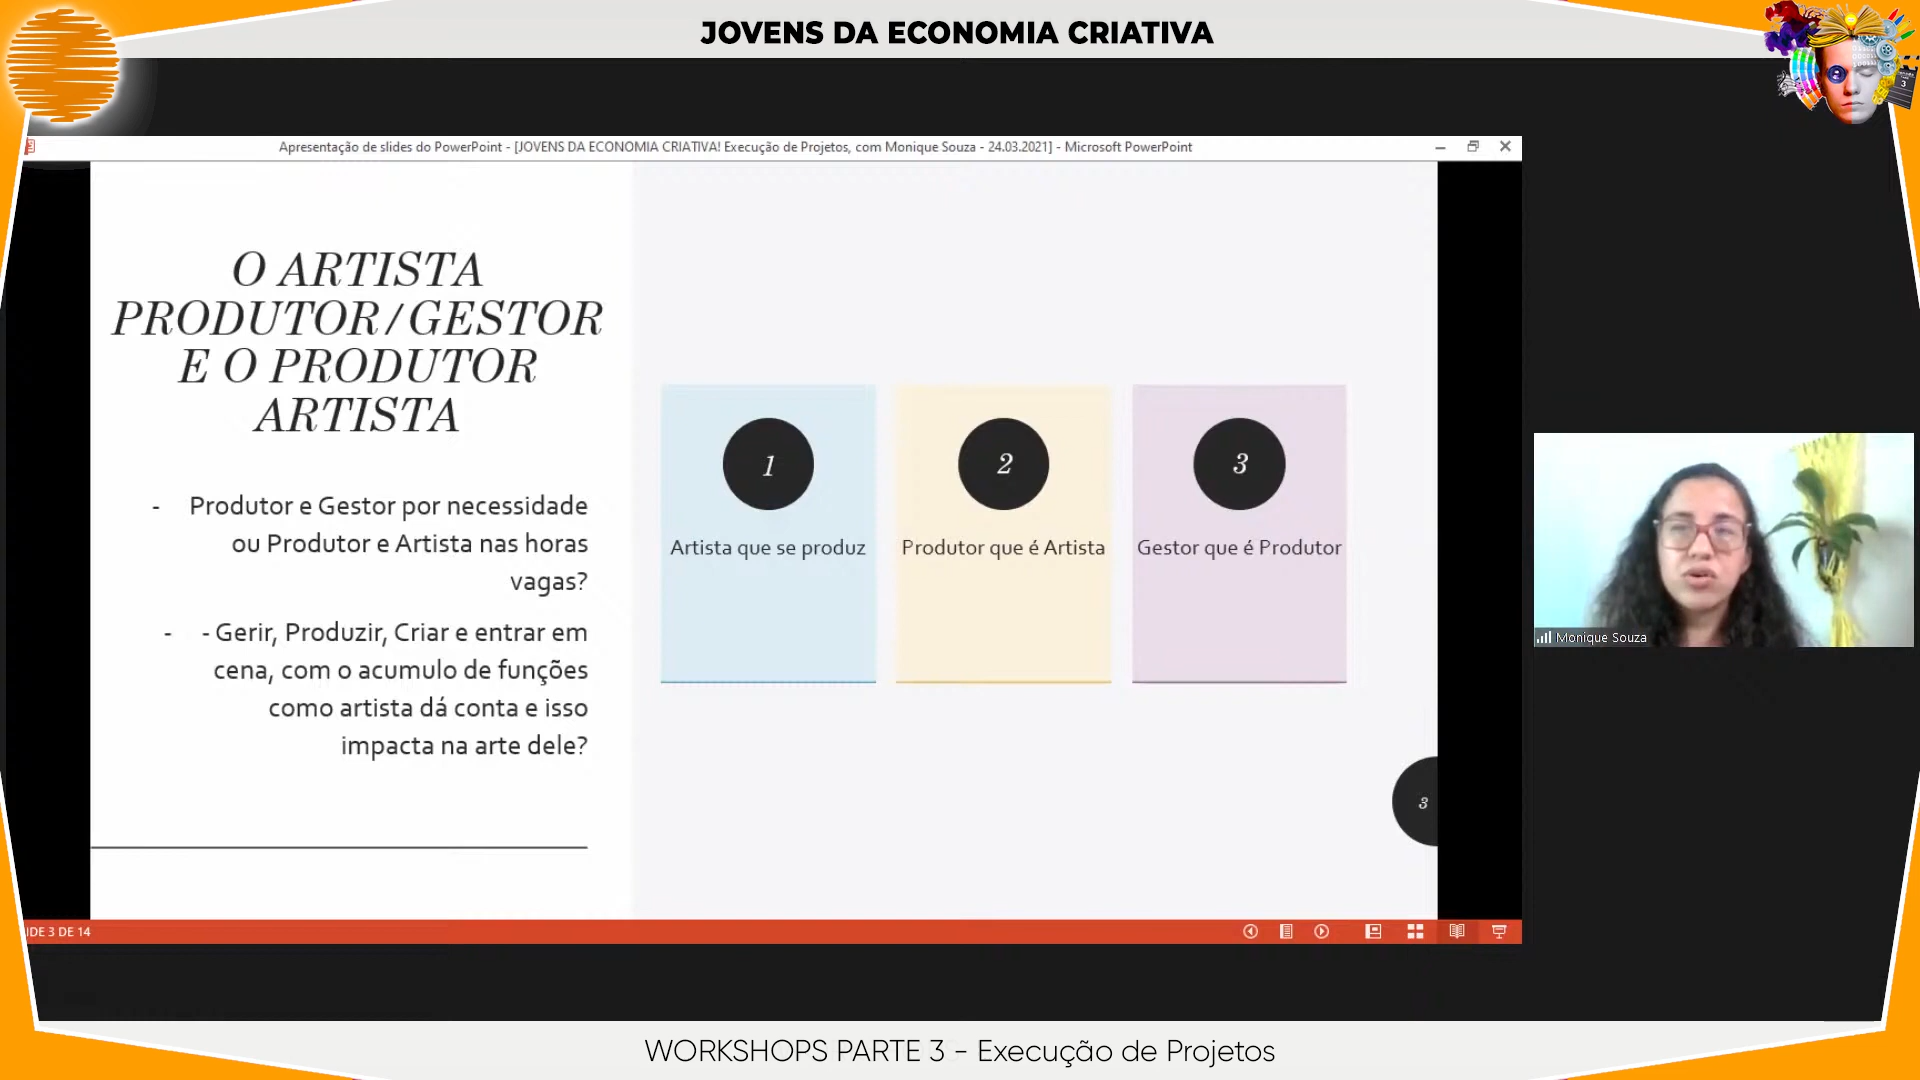 JOVENS DA ECONOMIA CRIATIVA
Apresentação de slides do PowerPoint - [JOVENS DA ECONOMIA CRIATIVA! Execução de Projetos, com Monique Souza - 24.03.2021] - Microsoft PowerPoint
O ARTISTA
PRODUTOR/GESTOR
E O PRODUTOR
ARTISTA
- Produtor e Gestor por necessidade
ou Produtor e Artista nas horas
vagas?
- - Gerir, Produzir, Criar e entrar em
cena, com o acumulo de funções
como artista dá conta e isso
impacta na arte dele?
1
Artista que se produz
2
Produtor que é Artista
3
Gestor que é Produtor
3
Monique Souza
IDE 3 DE 14
WORKSHOPS PARTE 3 - Execução de Projetos